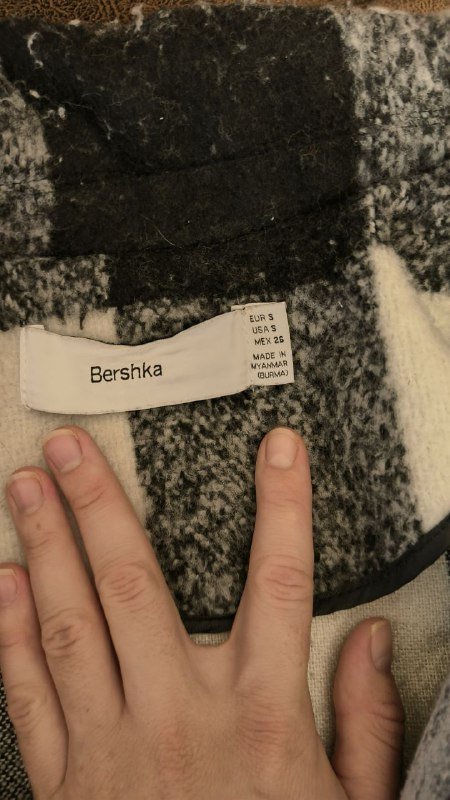 Bershka
EUR S
USA S
MEX 26
MADE IN
MYANMAR
(BURMA)